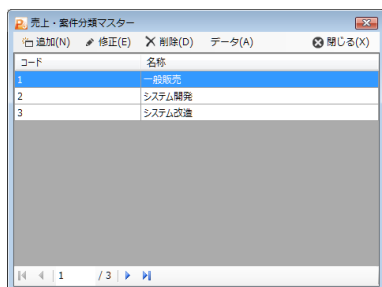 売上・案件分類マスター
追加(N) 修正(E) 削除(D) データ(A) 閉じる(X)
コード 名称
1 一般販売
2 システム開発
3 システム改造
1 / 3